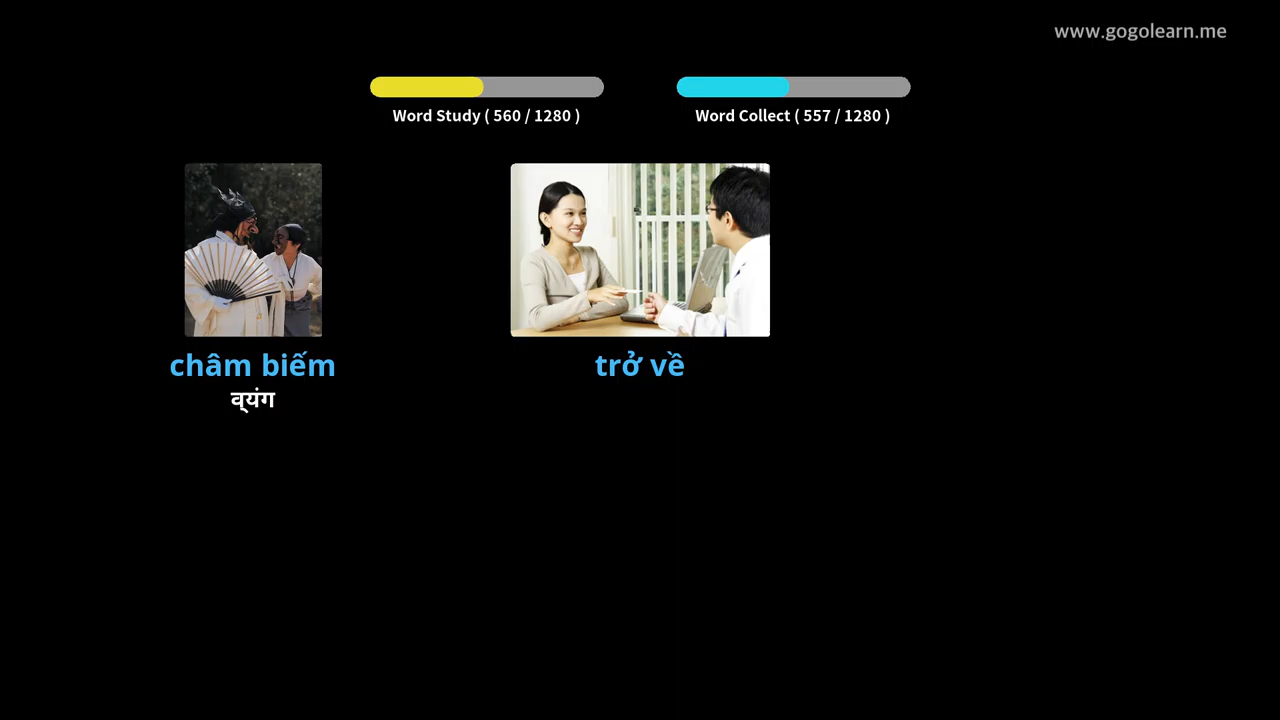 www.gogolearn.me
Word Study ( 560 / 1280 )
Word Collect ( 557 / 1280 )
châm biếm
trở về
व्यंग